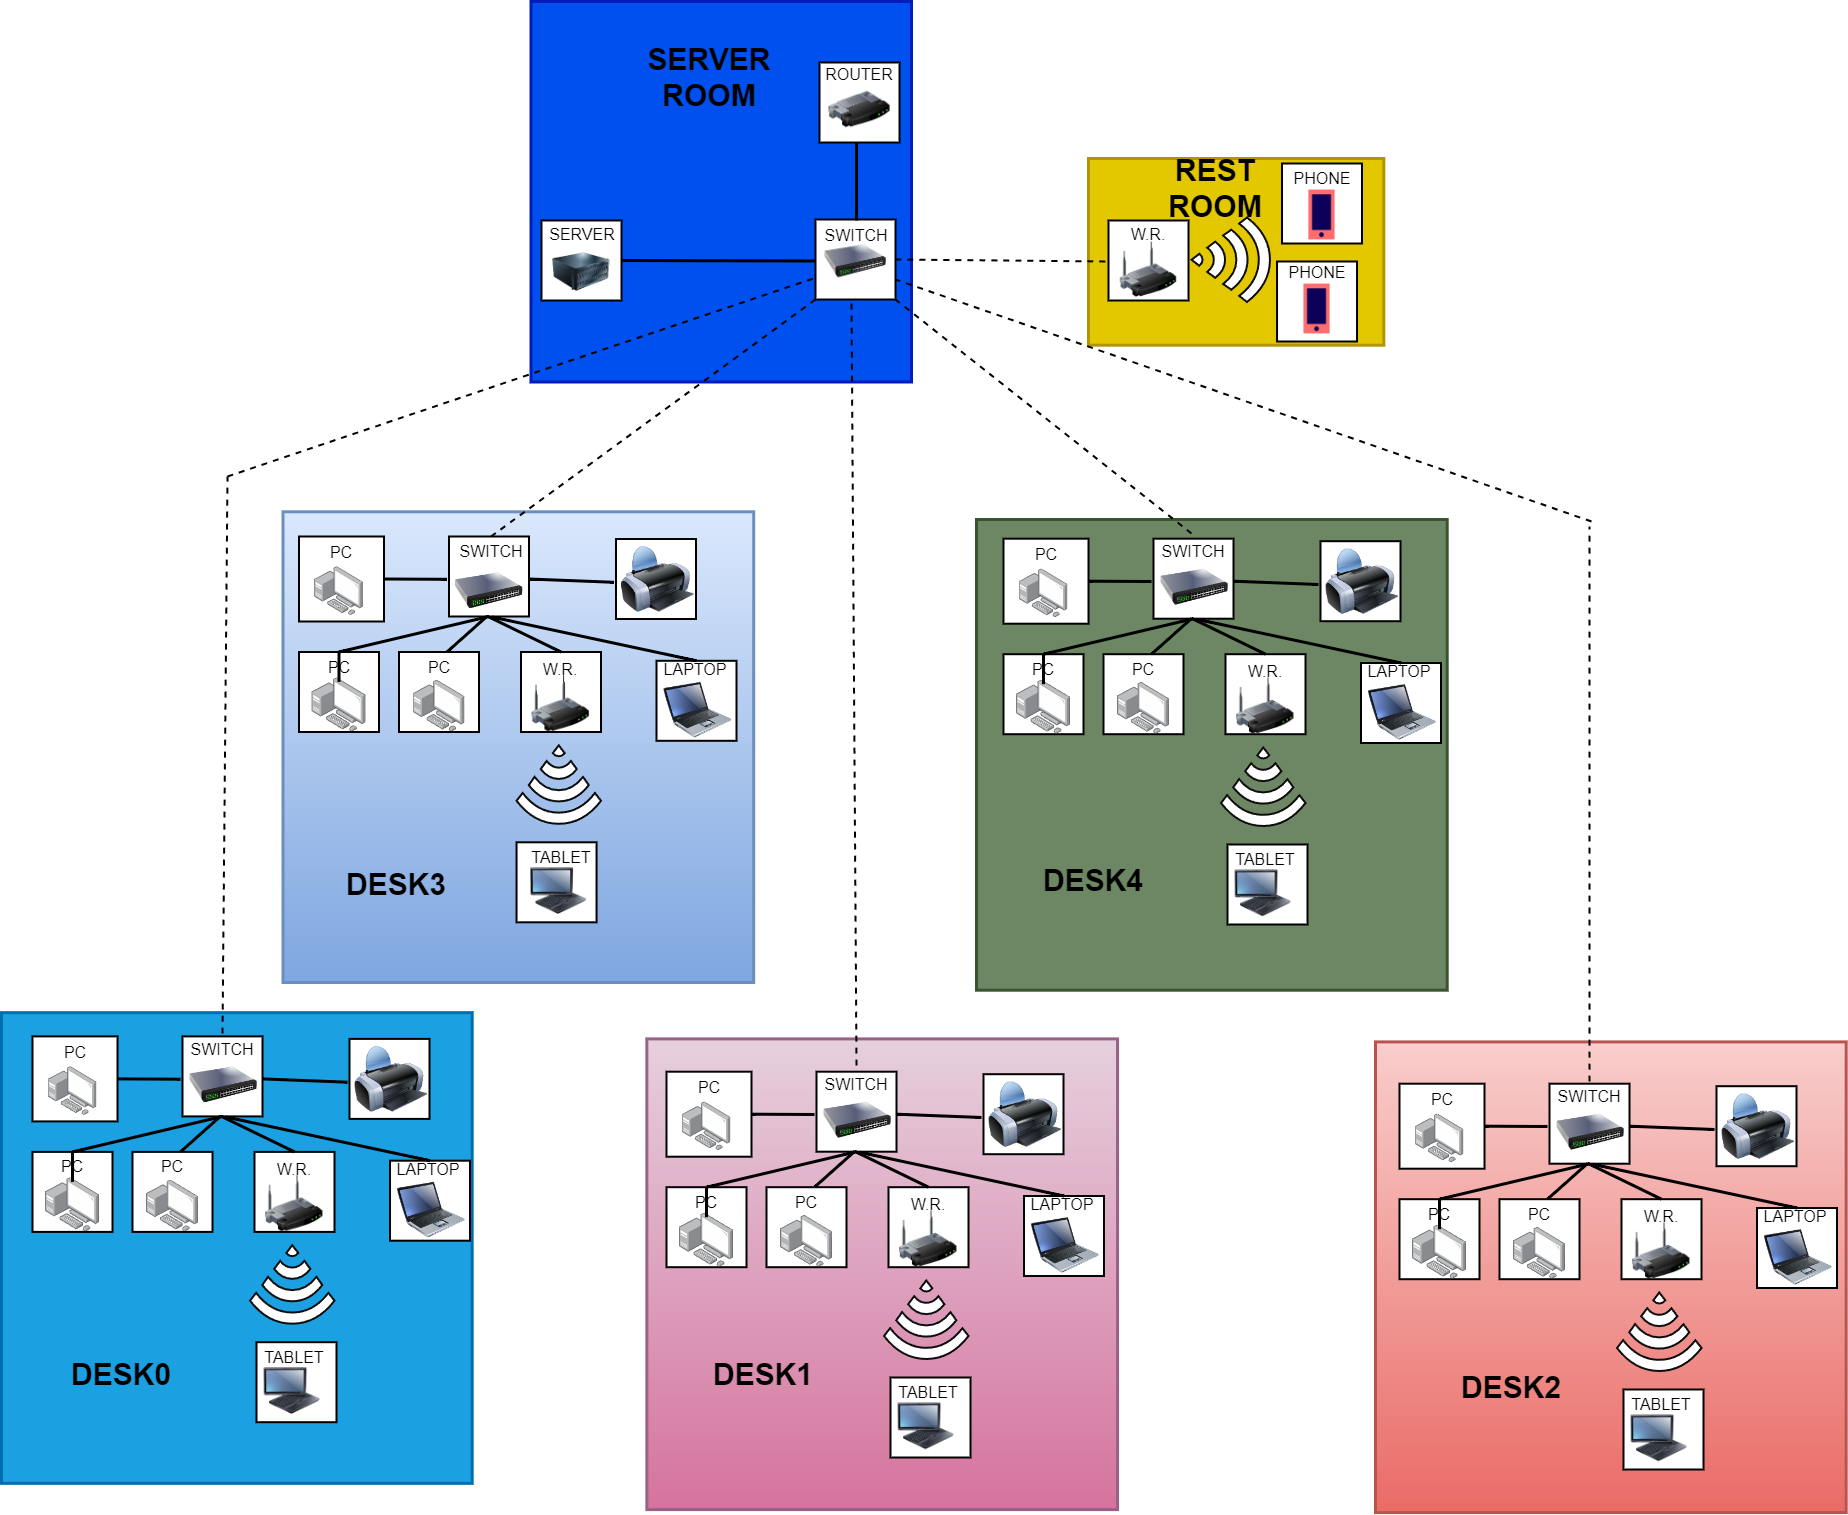 SERVER
ROOM
ROUTER
SERVER
SWITCH
REST
ROOM
PHONE
W.R.
PHONE
PC
SWITCH
PC
PC
W.R.
LAPTOP
TABLET
DESK3
PC
SWITCH
PC
PC
W.R.
LAPTOP
TABLET
DESK4
PC
SWITCH
PC
PC
W.R.
LAPTOP
TABLET
DESK0
PC
SWITCH
PC
PC
W.R.
LAPTOP
TABLET
DESK1
PC
SWITCH
PC
PC
W.R.
LAPTOP
TABLET
DESK2